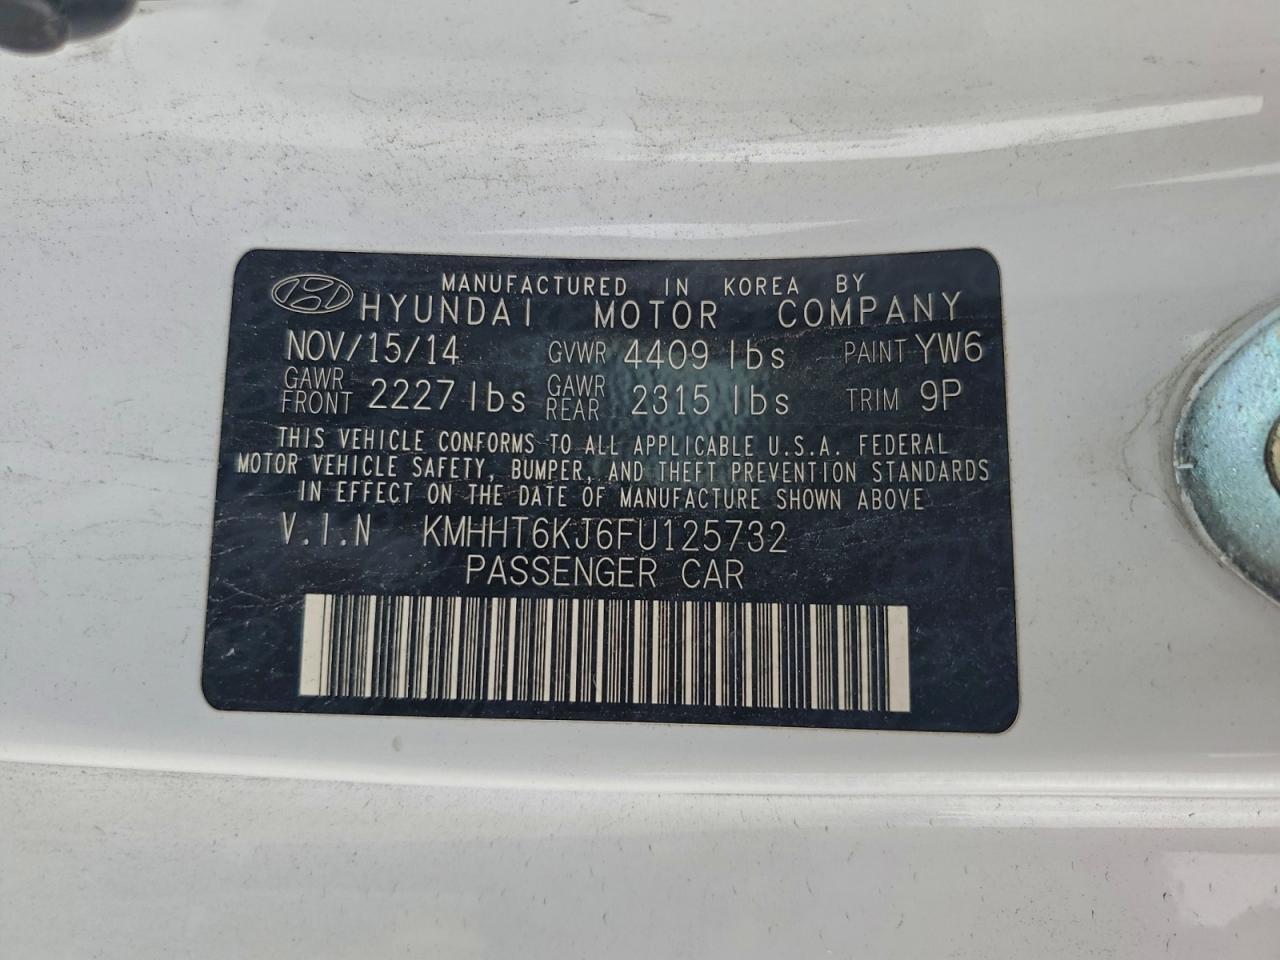 MANUFACTURED IN KOREA BY
HYUNDAI MOTOR COMPANY
NOV/15/14 GVWR 4409 lbs PAINT YW6
GAWR FRONT 2227 lbs GAWR REAR 2315 lbs TRIM 9P
THIS VEHICLE CONFORMS TO ALL APPLICABLE U.S.A. FEDERAL
MOTOR VEHICLE SAFETY, BUMPER, AND THEFT PREVENTION STANDARDS
IN EFFECT ON THE DATE OF MANUFACTURE SHOWN ABOVE
V.I.N KMHHT6KJ6FU125732
PASSENGER CAR